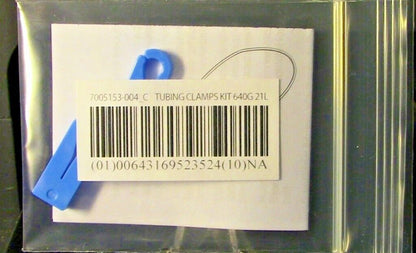 7005153-004_C TUBING CLAMPS KIT 640G 21L
(01)00643169523524(10)NA